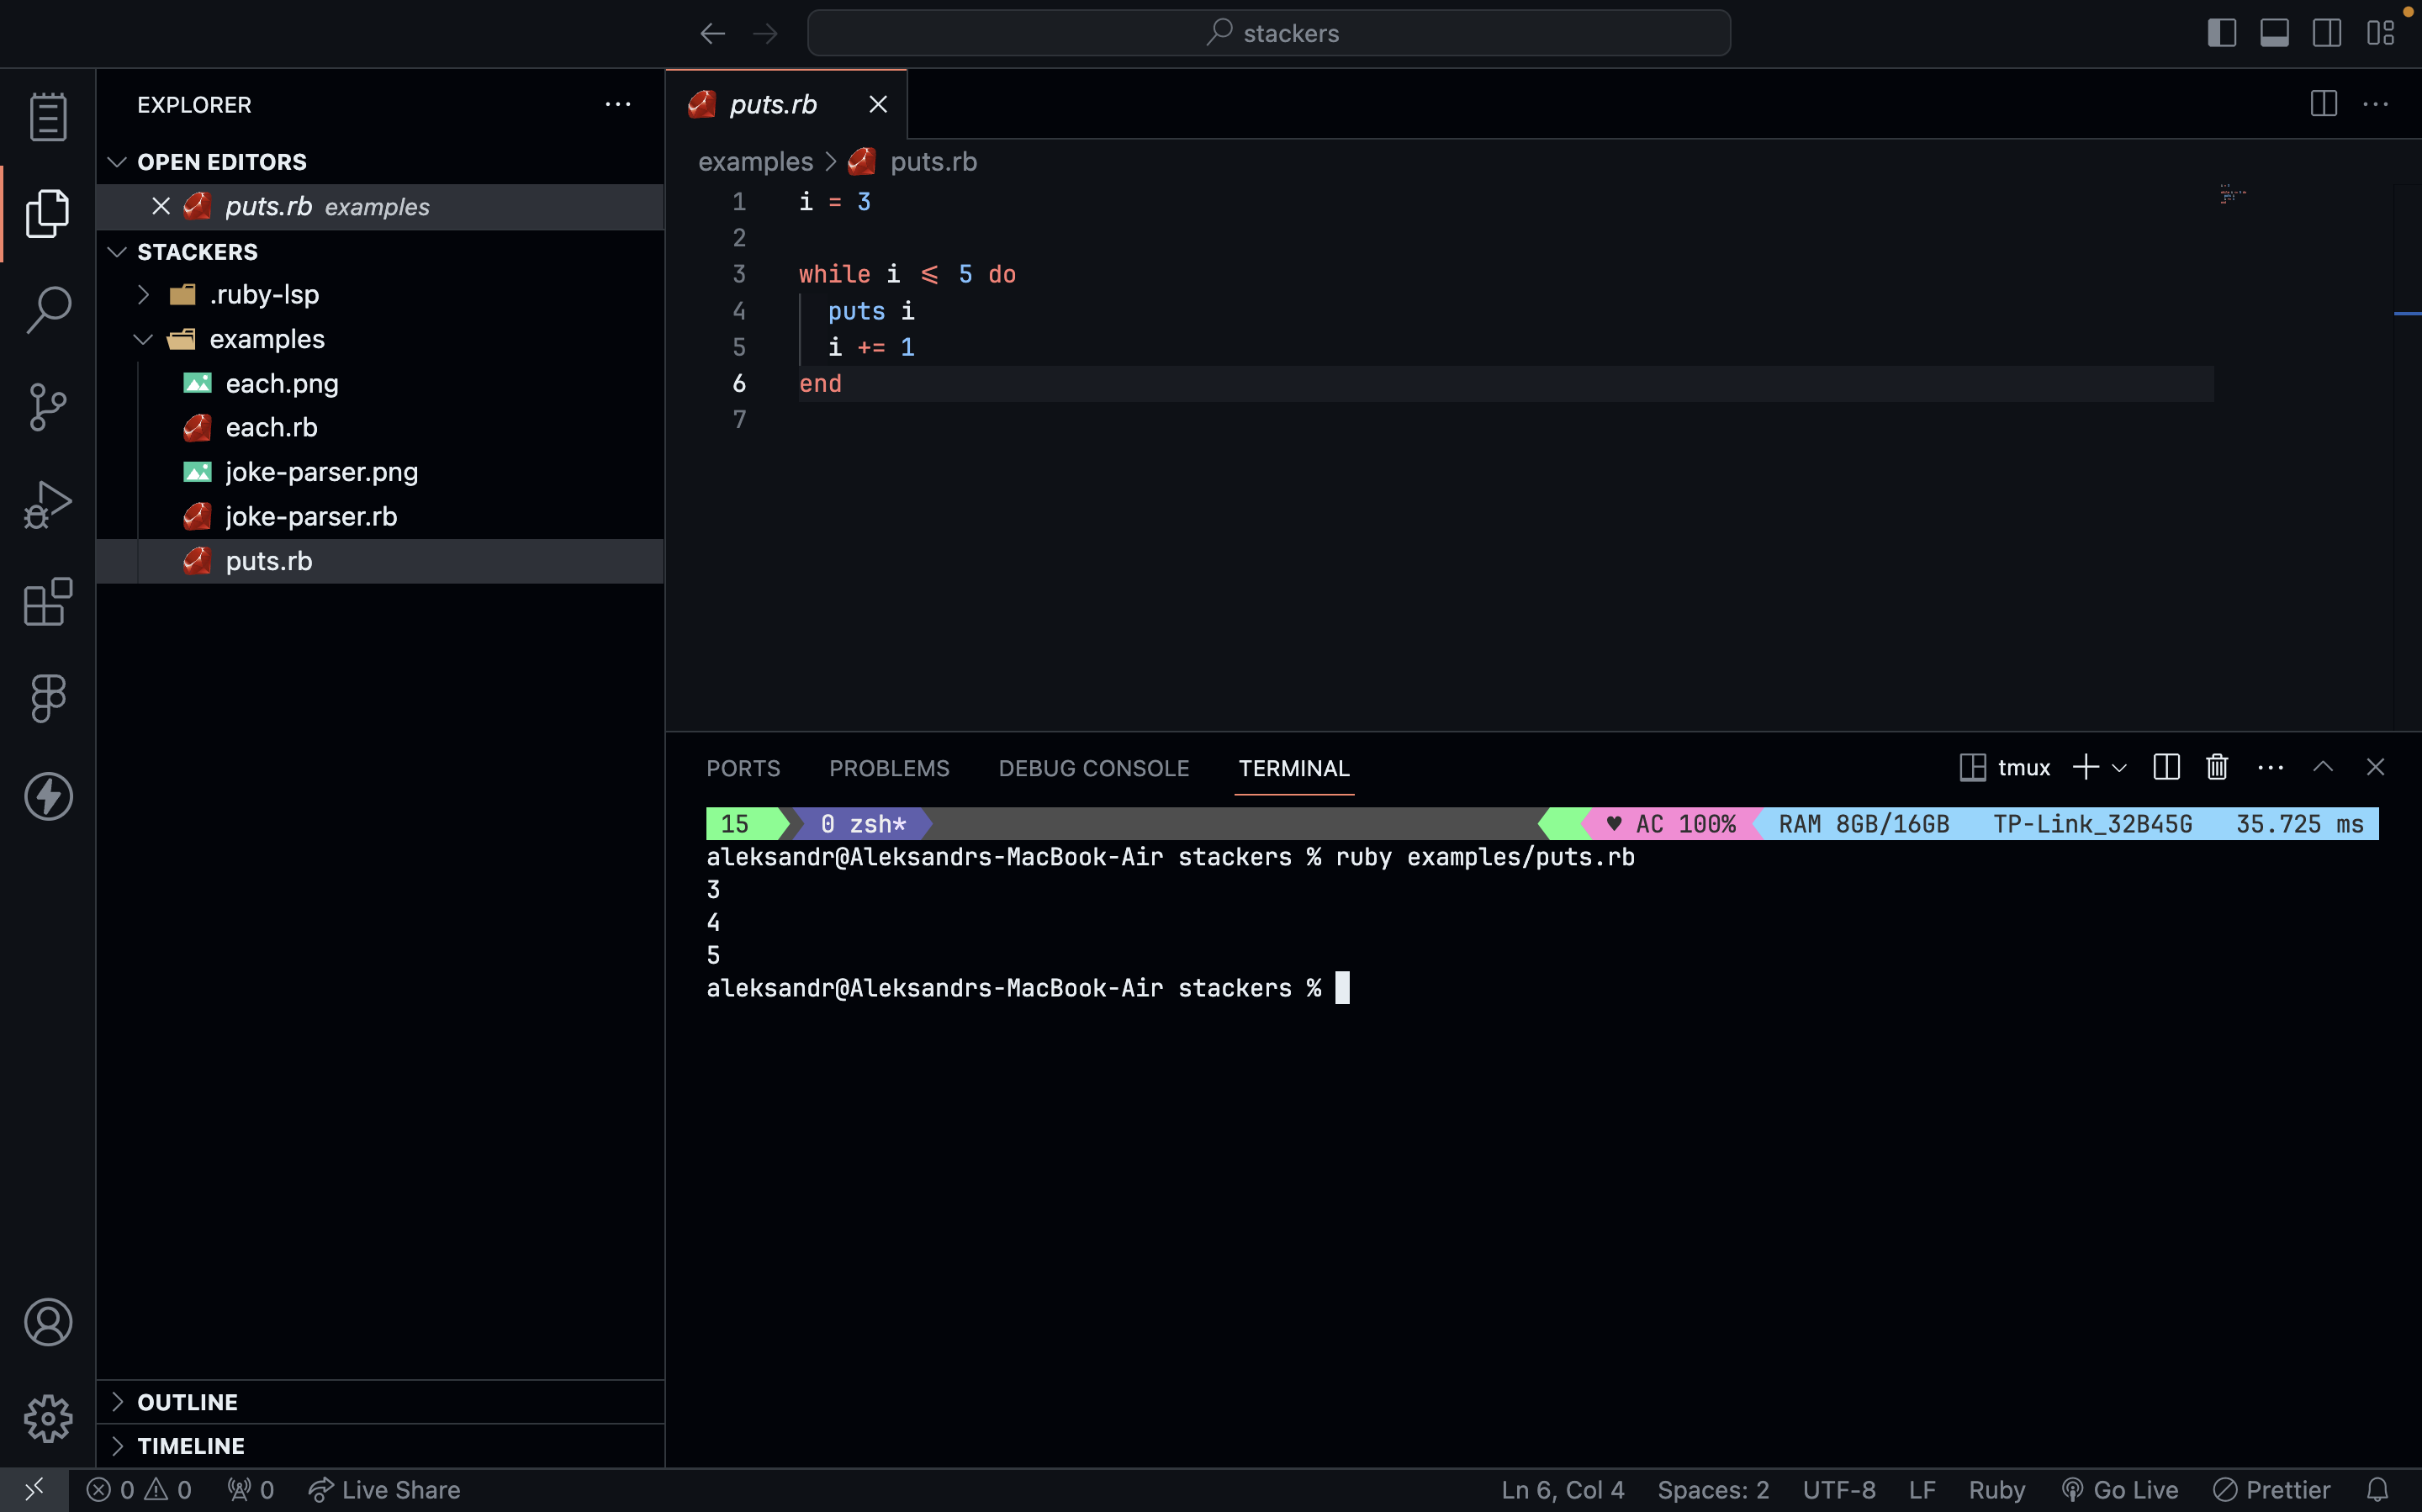 stackers
EXPLORER
OPEN EDITORS
puts.rb examples
STACKERS
.ruby-lsp
examples
each.png
each.rb
joke-parser.png
joke-parser.rb
puts.rb
OUTLINE
TIMELINE
puts.rb
examples > puts.rb
1 i = 3
2
3 while i <= 5 do
4 puts i
5 i += 1
6 end
7
PORTS PROBLEMS DEBUG CONSOLE TERMINAL tmux
15 0 zsh* ♥ AC 100% RAM 8GB/16GB TP-Link_32B45G 35.725 ms
aleksandr@Aleksandrs-MacBook-Air stackers % ruby examples/puts.rb
3
4
5
aleksandr@Aleksandrs-MacBook-Air stackers %
0 0 0 Live Share Ln 6, Col 4 Spaces: 2 UTF-8 LF Ruby Go Live Prettier